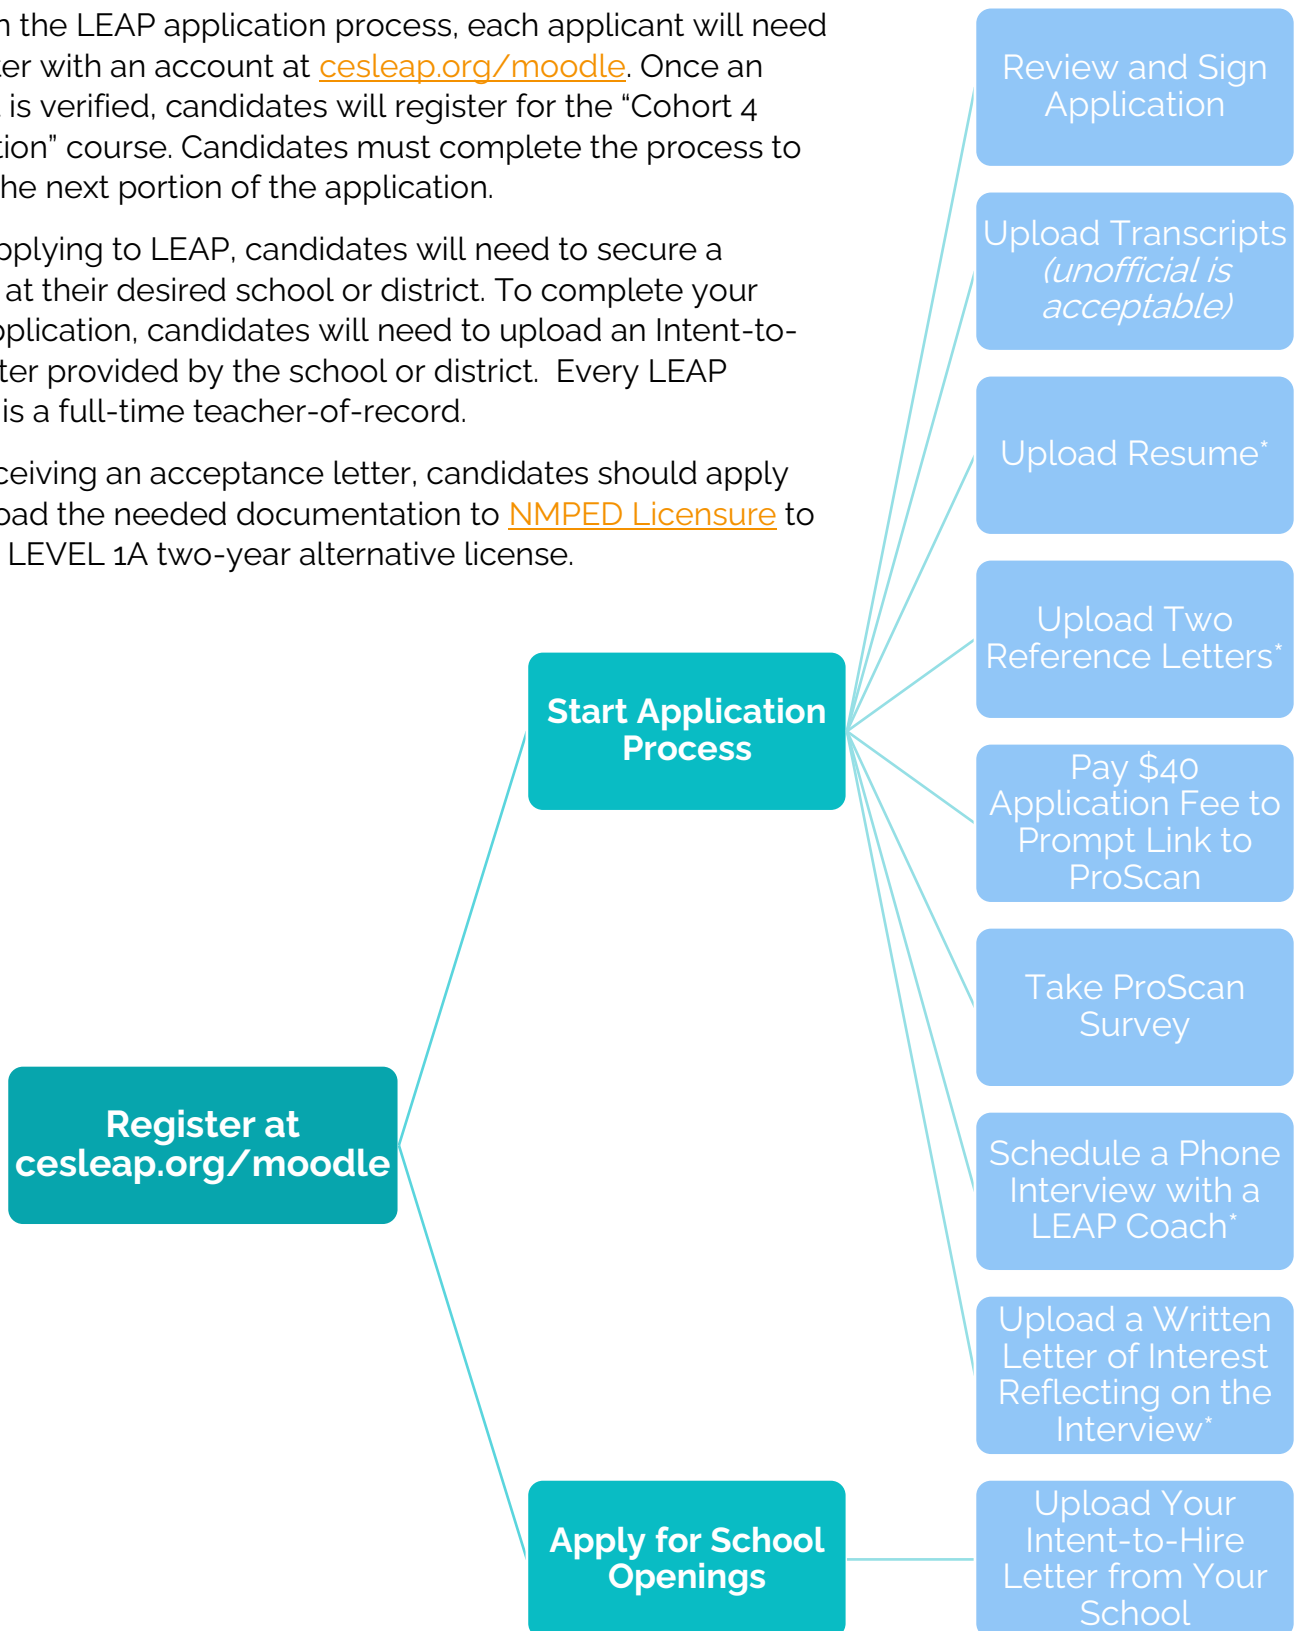 the LEAP application process, each applicant will need
with an account at cesleap.org/moodle. Once an
is verified, candidates will register for the “Cohort 4
course. Candidates must complete the process to
the next portion of the application.
to LEAP, candidates will need to secure a
at their desired school or district. To complete your
candidates will need to upload an Intent-to-
provided by the school or district. Every LEAP
is a full-time teacher-of-record.
an acceptance letter, candidates should apply
the needed documentation to NMPED Licensure to
LEVEL 1A two-year alternative license.
Register at
cesleap.org/moodle
Start Application
Process
Review and Sign
Application
Upload Transcripts
(unofficial is
acceptable)
Upload Resume*
Upload Two
Reference Letters*
Pay $40
Application Fee to
Prompt Link to
ProScan
Take ProScan
Survey
Schedule a Phone
Interview with a
LEAP Coach*
Upload a Written
Letter of Interest
Reflecting on the
Interview*
Apply for School
Openings
Upload Your
Intent-to-Hire
Letter from Your
School